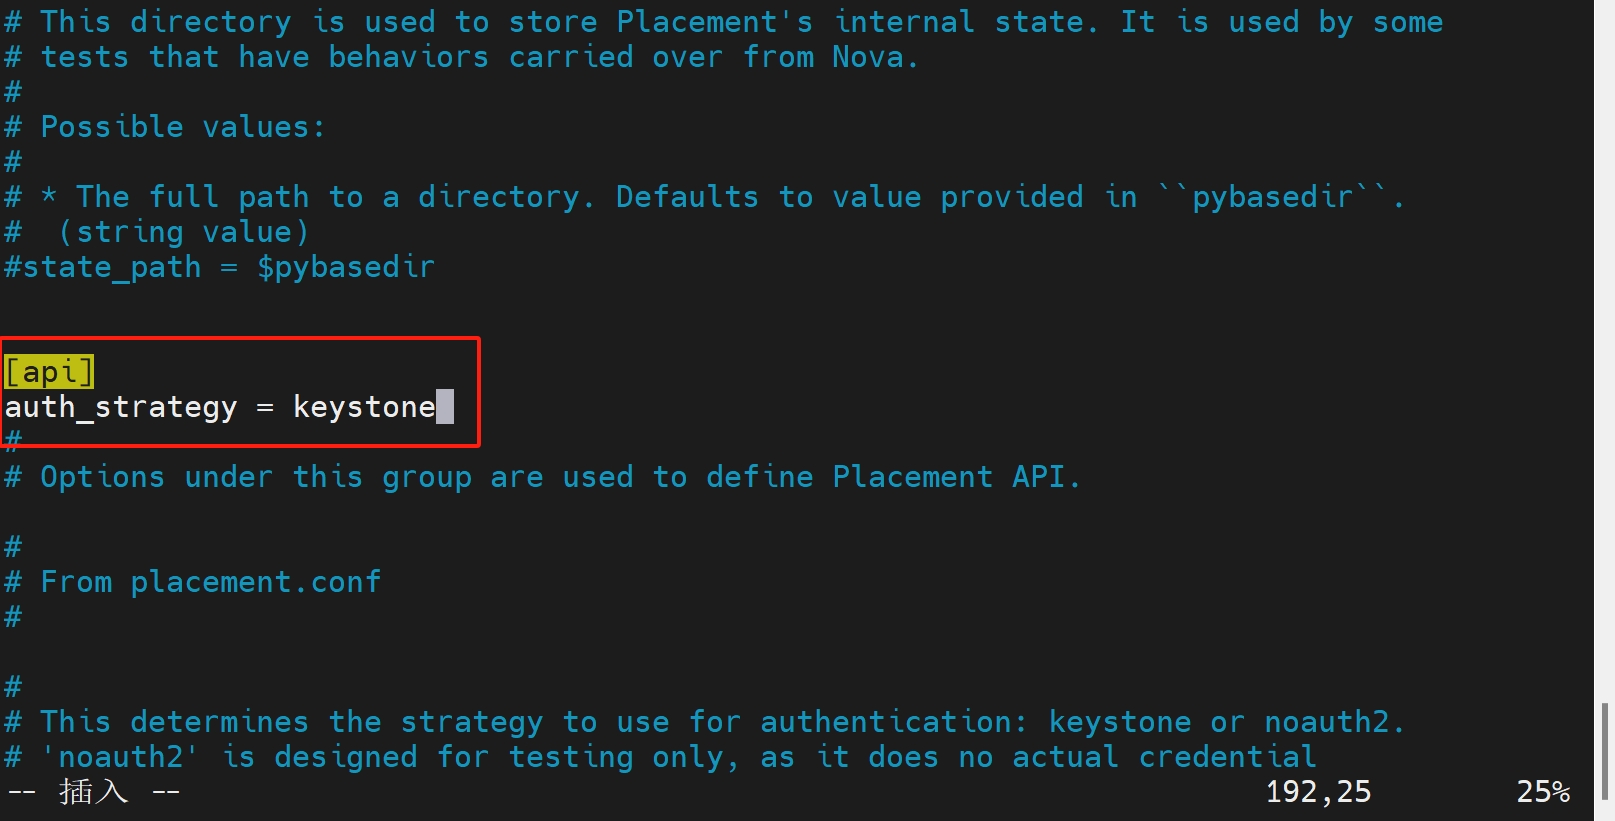 # This directory is used to store Placement's internal state. It is used by some
# tests that have behaviors carried over from Nova.
#
# Possible values:
#
# * The full path to a directory. Defaults to value provided in ``pybasedir``.
#  (string value)
#state_path = $pybasedir
[api]
auth_strategy = keystone
#
# Options under this group are used to define Placement API.
#
# From placement.conf
#
#
# This determines the strategy to use for authentication: keystone or noauth2.
# 'noauth2' is designed for testing only, as it does no actual credential
-- 插入 --                    192,25        25%